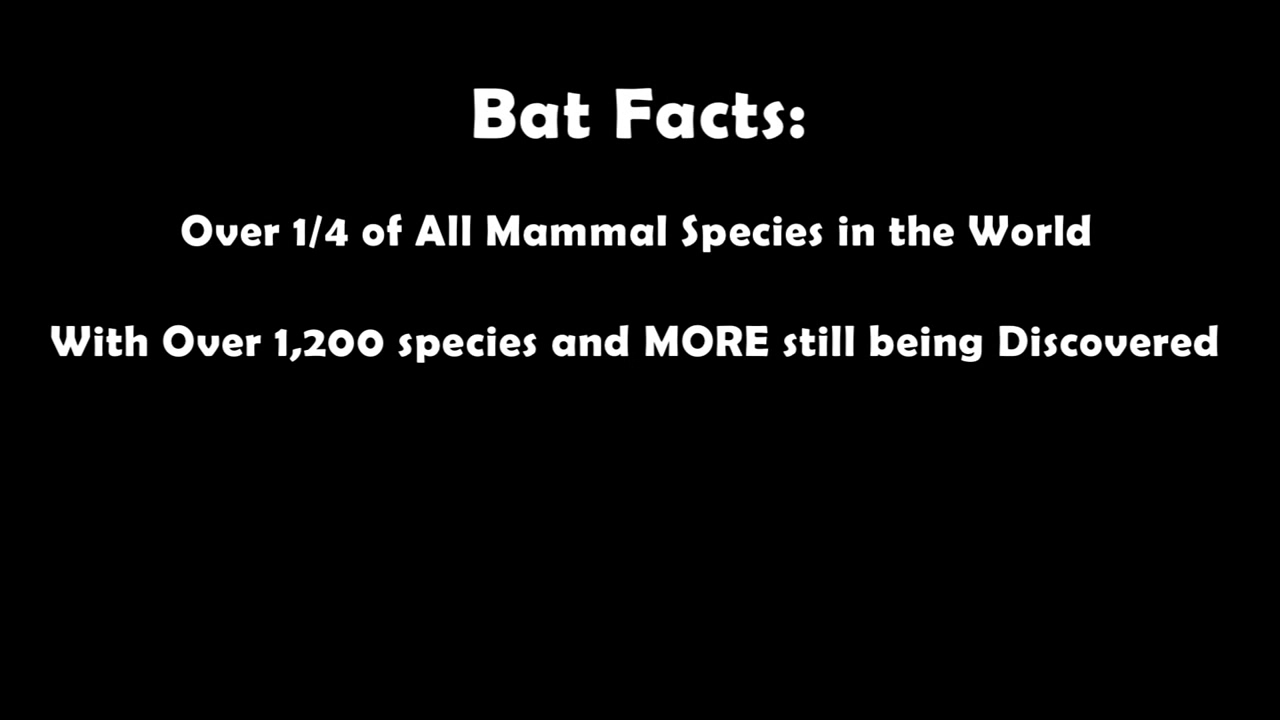 Bat Facts:
Over 1/4 of All Mammal Species in the World
With Over 1,200 species and MORE still being Discovered